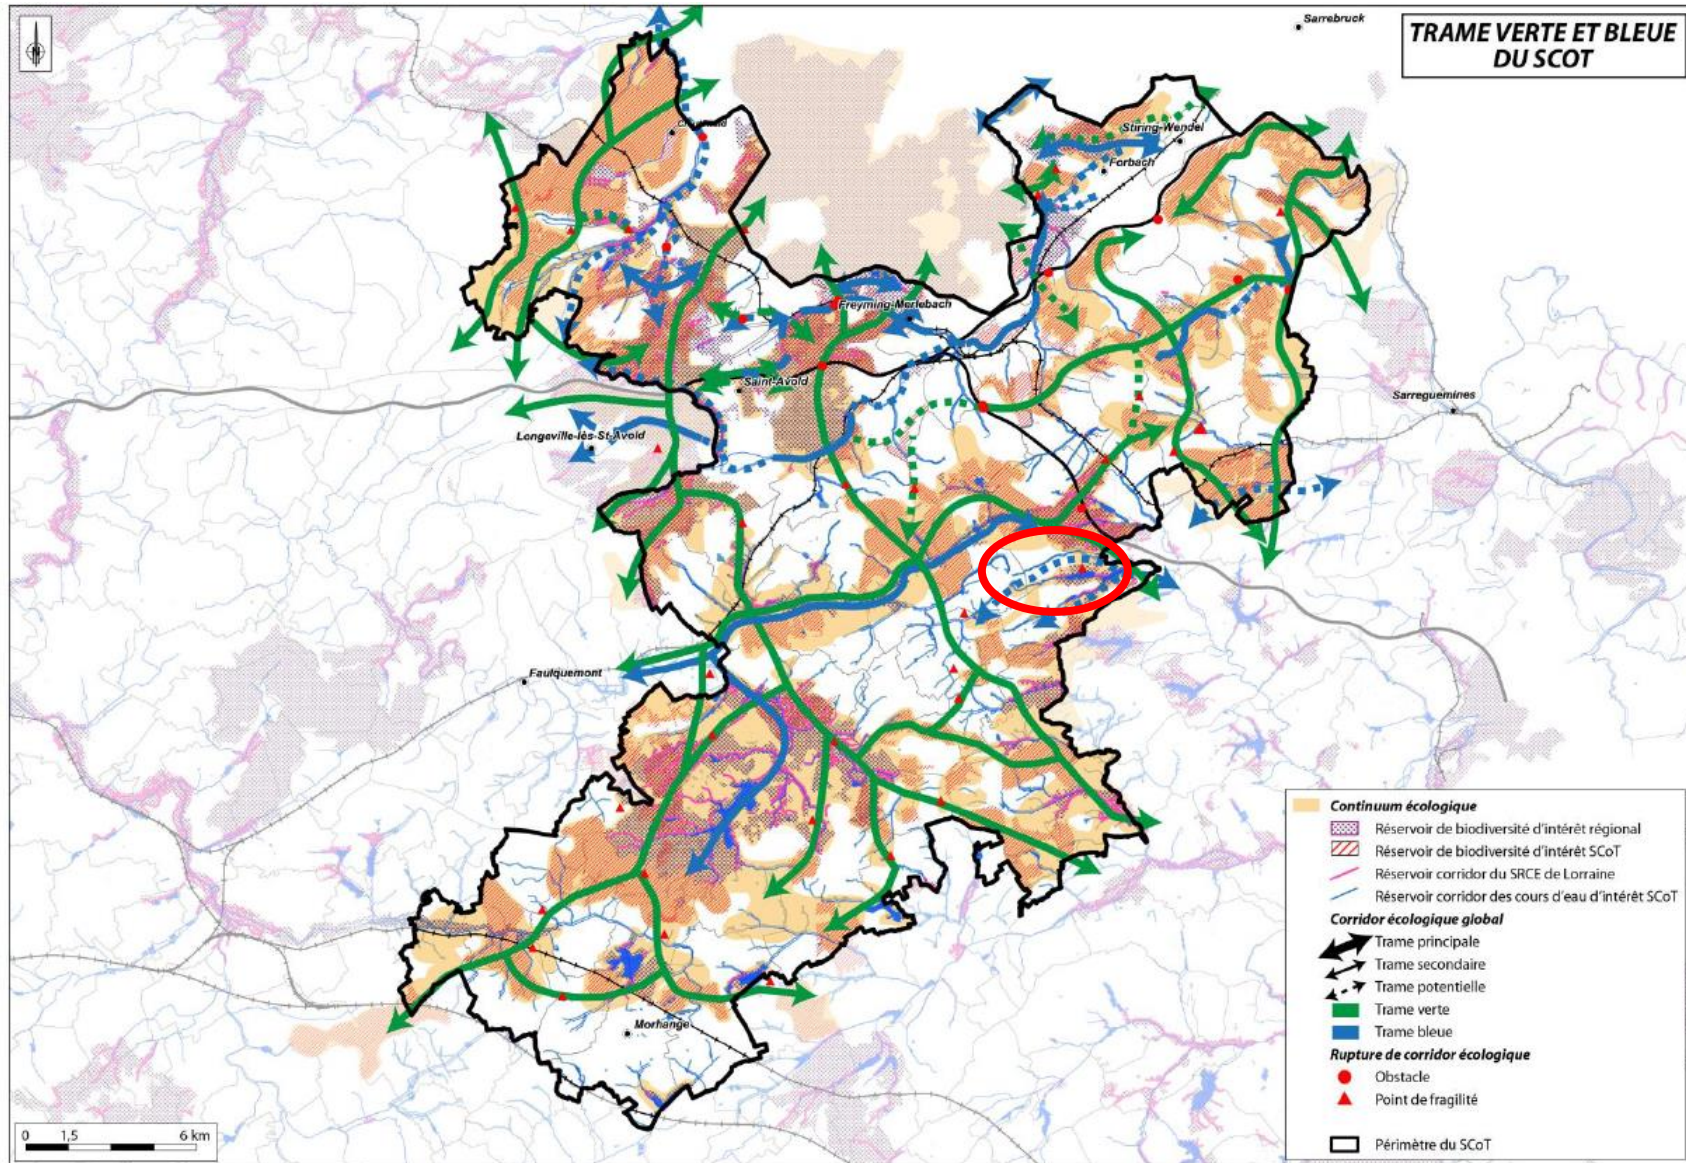 N
Sarrebruck
TRAME VERTE ET BLEUE
DU SCOT
Stiring-Wendel
Forbach
Freyming-Merlebach
Saint-Avold
Sarreguemines
Longeville-lès-St-Avold
Faulquemont
Morhange
Continuum écologique
Réservoir de biodiversité d'intérêt régional
Réservoir de biodiversité d'intérêt SCoT
Réservoir corridor du SRCE de Lorraine
Réservoir corridor des cours d'eau d'intérêt SCoT
Corridor écologique global
Trame principale
Trame secondaire
Trame potentielle
Trame verte
Trame bleue
Rupture de corridor écologique
Obstacle
Point de fragilité
Périmètre du SCoT
0 1,5 6 km